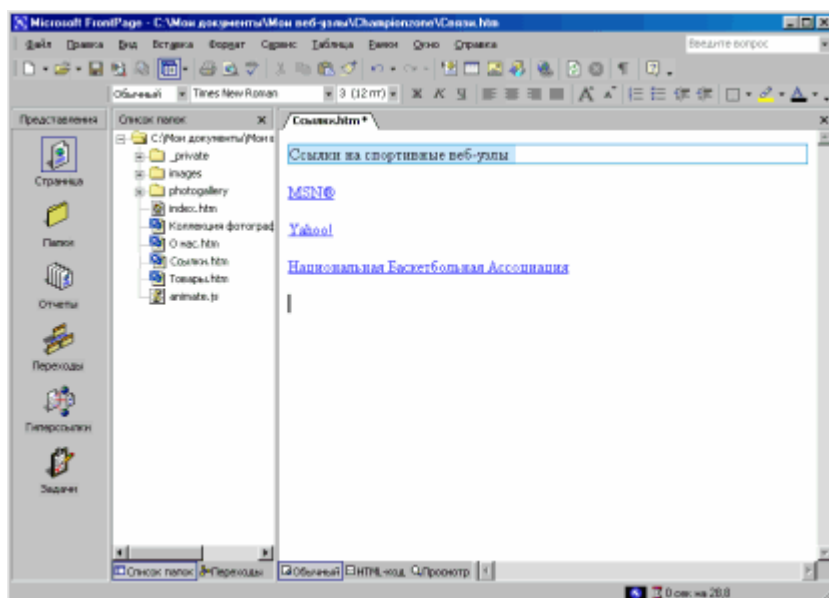 Microsoft FrontPage - C:\Мои документы\Мои веб-узлы\Championzone\Связи.htm
Файл Правка Вид Вставка Формат Сервис Таблица Рамки Окно Справка
Введите вопрос
Обычный Times New Roman 3 (12 пт) Ж К Ч
Представления
Страница
Папки
Отчеты
Переходы
Гиперссылки
Задачи
Список папок
C:\Мои документы\Мои в
_private
images
photogallery
index.htm
Коллекция фотограф
О нас.htm
Ссылки.htm
Товары.htm
animate.js
Список папок Переходы
Ссылки.htm *
Ссылки на спортивные веб-узлы
MSN®
Yahoo!
Национальная Баскетбольная Ассоциация
Обычный HTML-код Просмотр
0 сек. на 28,8